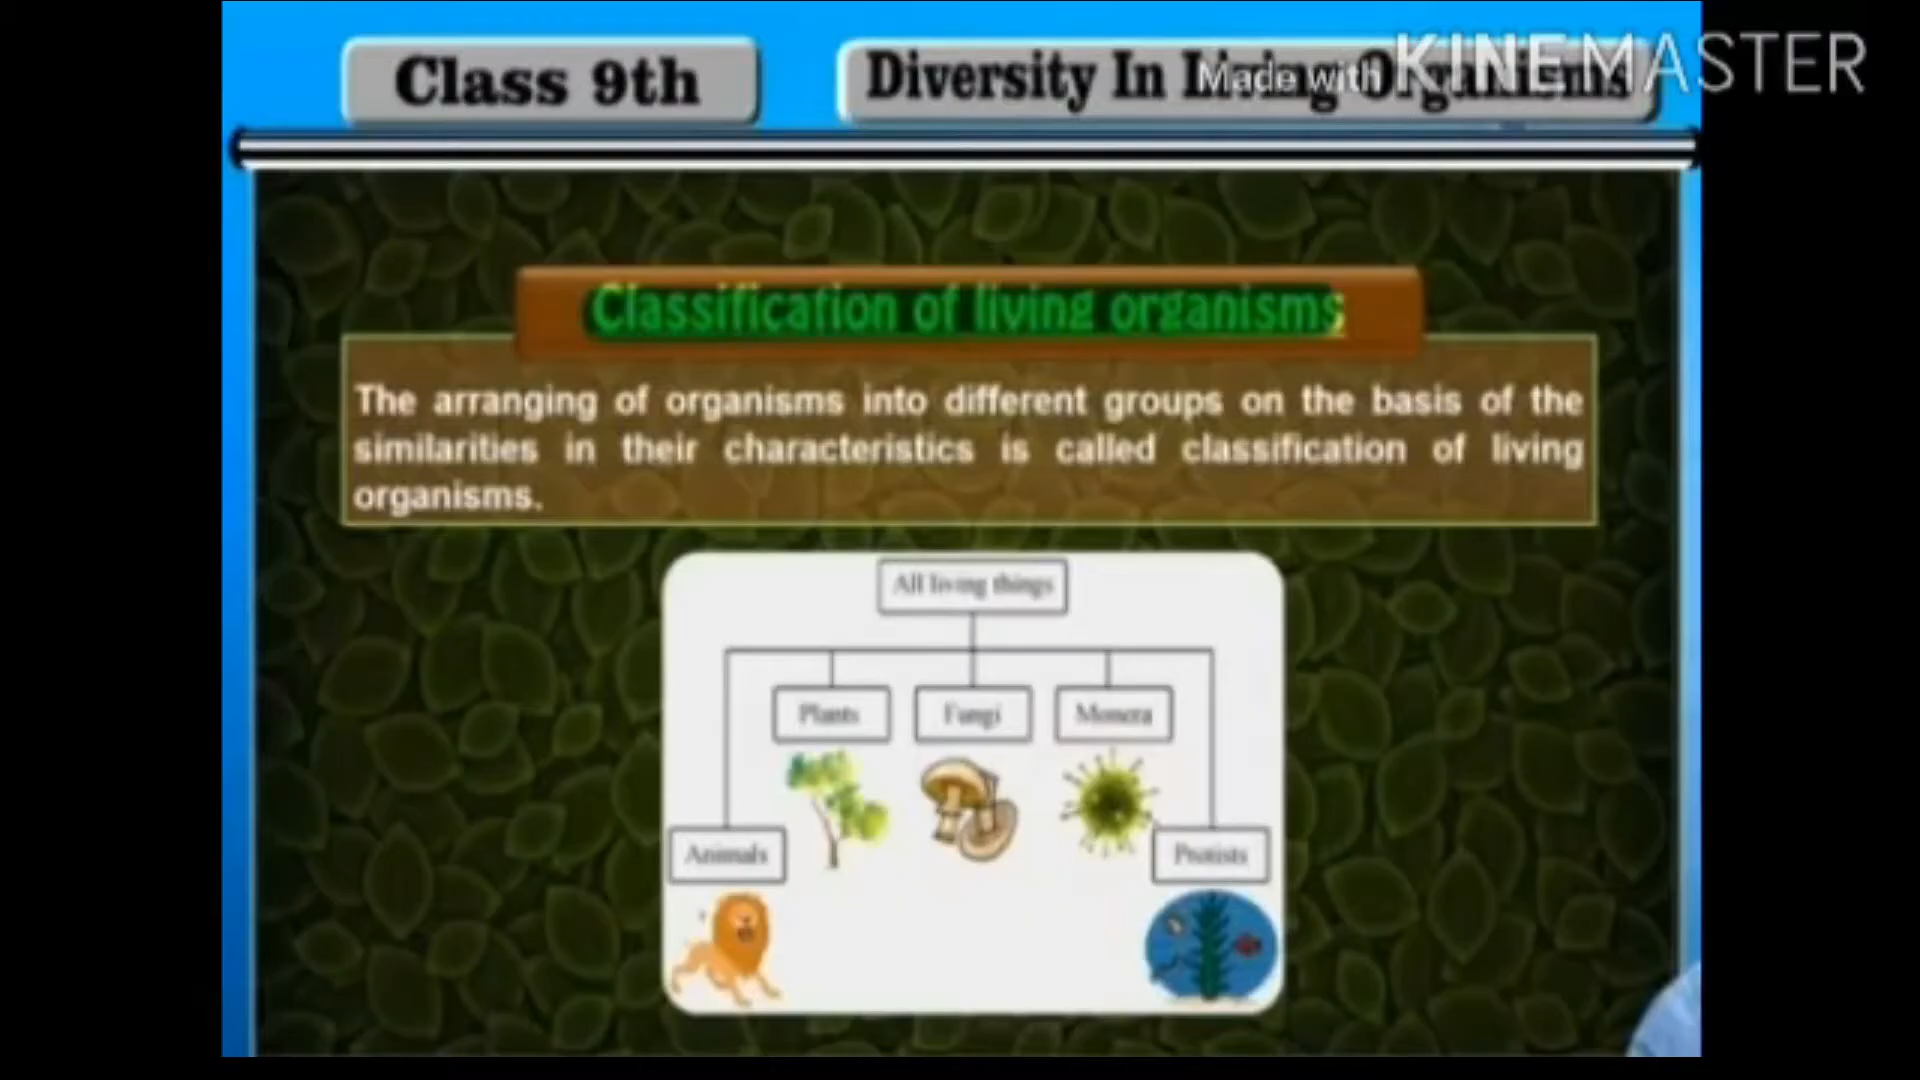 Class 9th
Diversity In Living Organisms
Made with KINEMASTER
Classification of living organisms
The arranging of organisms into different groups on the basis of the
similarities in their characteristics is called classification of living
organisms.
All living things
Plants
Fungi
Monera
Animals
Protists